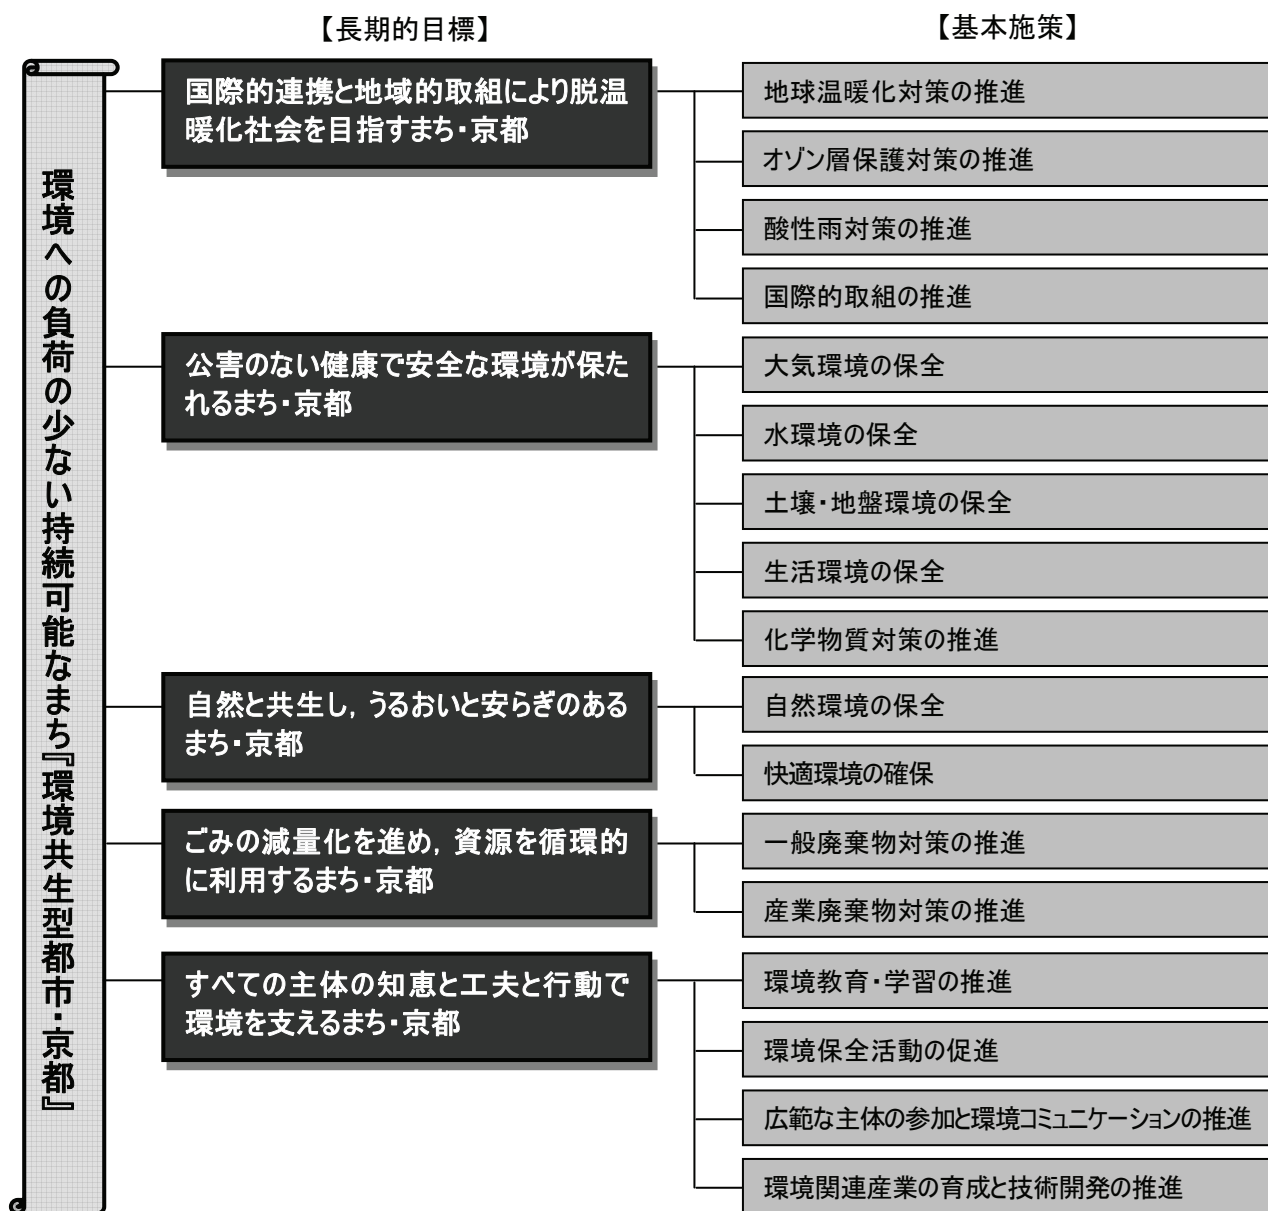 【長期的目標】
【基本施策】
環境への負荷の少ない持続可能なまち『環境共生型都市・京都』
国際的連携と地域的取組により脱温
暖化社会を目指すまち・京都
地球温暖化対策の推進
オゾン層保護対策の推進
酸性雨対策の推進
国際的取組の推進
公害のない健康で安全な環境が保た
れるまち・京都
大気環境の保全
水環境の保全
土壌・地盤環境の保全
生活環境の保全
化学物質対策の推進
自然と共生し，うるおいと安らぎのある
まち・京都
自然環境の保全
快適環境の確保
ごみの減量化を進め，資源を循環的
に利用するまち・京都
一般廃棄物対策の推進
産業廃棄物対策の推進
すべての主体の知恵と工夫と行動で
環境を支えるまち・京都
環境教育・学習の推進
環境保全活動の促進
広範な主体の参加と環境コミュニケーションの推進
環境関連産業の育成と技術開発の推進